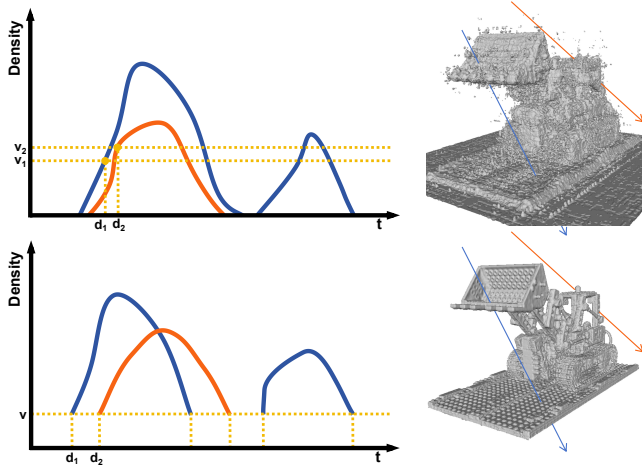 Density
v₂
v₁
d₁ d₂
t
Density
v
d₁ d₂
t